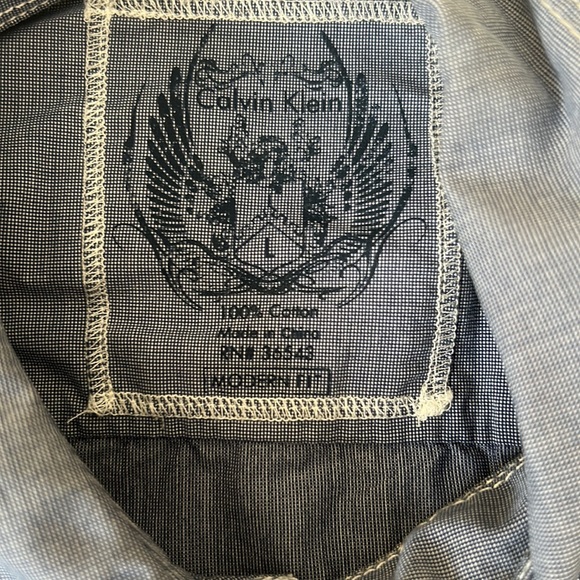 Calvin Klein
L
100% Cotton
Made in China
RN# 36543
MODERN FIT